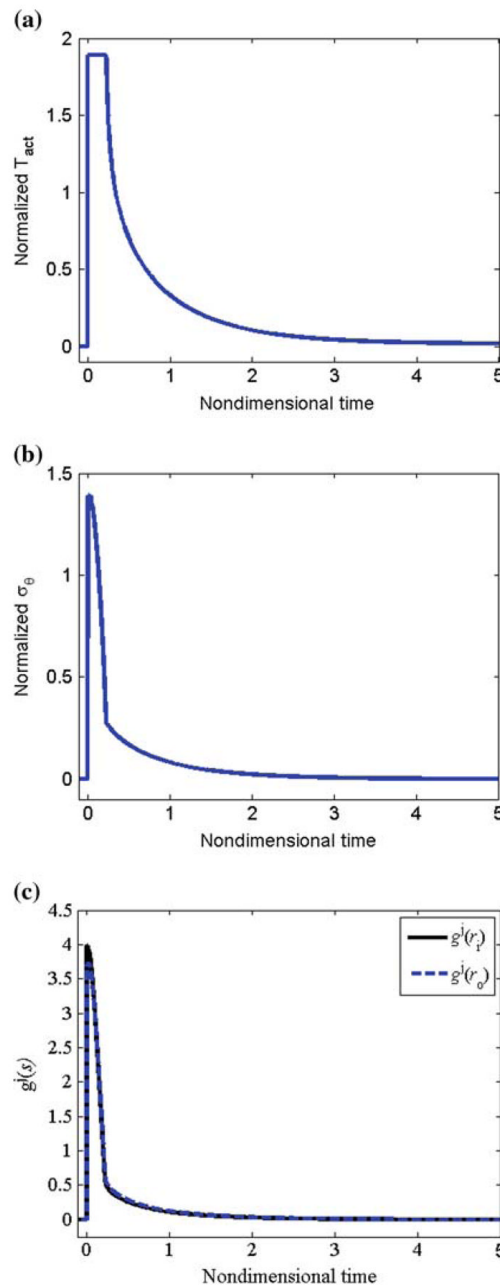 (a)
2
1.5
1
0.5
0
Normalized T_act
0 1 2 3 4 5
Nondimensional time
(b)
1.5
1
0.5
0
Normalized σ_θ
0 1 2 3 4 5
Nondimensional time
(c)
4.5
4
3.5
3
2.5
2
1.5
1
0.5
0
g^j(s)
g^j(r_i)
g^j(r_o)
0 1 2 3 4 5
Nondimensional time